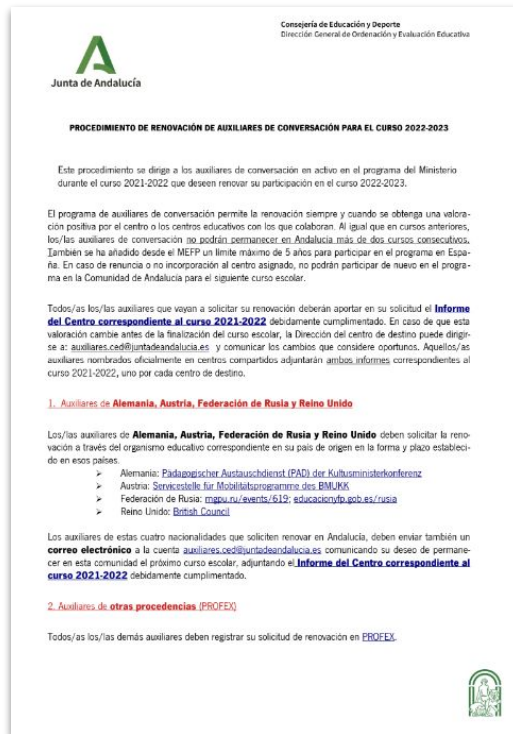 Consejería de Educación y Deporte
Dirección General de Ordenación y Evaluación Educativa
Junta de Andalucía
PROCEDIMIENTO DE RENOVACIÓN DE AUXILIARES DE CONVERSACIÓN PARA EL CURSO 2022-2023
Este procedimiento se dirige a los auxiliares de conversación en activo en el programa del Ministerio
durante el curso 2021-2022 que deseen renovar su participación en el curso 2022-2023.
El programa de auxiliares de conversación permite la renovación siempre y cuando se obtenga una valora-
ción positiva por el centro o los centros educativos con los que colaboran. Al igual que en cursos anteriores,
los/las auxiliares de conversación no podrán permanecer en Andalucía más de dos cursos consecutivos.
También se ha añadido desde el MEFP un límite máximo de 5 años para participar en el programa en Espa-
ña. En caso de renuncia o no incorporación al centro asignado, no podrán participar de nuevo en el progra-
ma en la Comunidad de Andalucía para el siguiente curso escolar.
Todos/as los/las auxiliares que vayan a solicitar su renovación deberán aportar en su solicitud el Informe
del Centro correspondiente al curso 2021-2022 debidamente cumplimentado. En caso de que esta
valoración cambie antes de la finalización del curso escolar, la Dirección del centro de destino puede dirigir-
se a: auxiliares.ced@juntadeandalucia.es y comunicar los cambios que considere oportunos. Aquellos/as
auxiliares nombrados oficialmente en centros compartidos adjuntarán ambos informes correspondientes al
curso 2021-2022, uno por cada centro de destino.
1. Auxiliares de Alemania, Austria, Federación de Rusia y Reino Unido
Los/las auxiliares de Alemania, Austria, Federación de Rusia y Reino Unido deben solicitar la reno-
vación a través del organismo educativo correspondiente en su país de origen en la forma y plazo estableci-
do en esos países.
➢ Alemania: Pädagogischer Austauschdienst (PAD) der Kultusministerkonferenz
➢ Austria: Servicestelle für Mobilitätsprogramme des BMUKK
➢ Federación de Rusia: mgpu.ru/events/619; educacionyfp.gob.es/rusia
➢ Reino Unido: British Council
Los auxiliares de estas cuatro nacionalidades que soliciten renovar en Andalucía, deben enviar también un
correo electrónico a la cuenta auxiliares.ced@juntadeandalucia.es comunicando su deseo de permane-
cer en esta comunidad el próximo curso escolar, adjuntando el Informe del Centro correspondiente al
curso 2021-2022 debidamente cumplimentado.
2. Auxiliares de otras procedencias (PROFEX)
Todos/as los/las demás auxiliares deben registrar su solicitud de renovación en PROFEX.